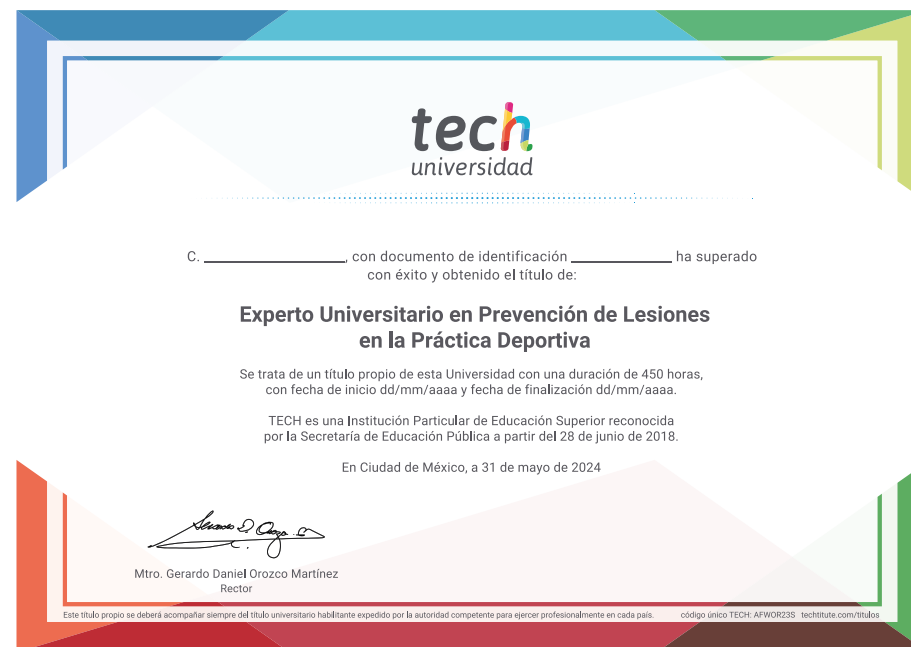 tech
universidad
C. ____________, con documento de identificación ____________ ha superado
con éxito y obtenido el título de:
Experto Universitario en Prevención de Lesiones
en la Práctica Deportiva
Se trata de un título propio de esta Universidad con una duración de 450 horas,
con fecha de inicio dd/mm/aaaa y fecha de finalización dd/mm/aaaa.
TECH es una Institución Particular de Educación Superior reconocida
por la Secretaría de Educación Pública a partir del 28 de junio de 2018.
En Ciudad de México, a 31 de mayo de 2024
Mtro. Gerardo Daniel Orozco Martínez
Rector
Este título propio se deberá acompañar siempre del título universitario habilitante expedido por la autoridad competente para ejercer profesionalmente en cada país. código único TECH: AFWOR23S techtitute.com/titulos